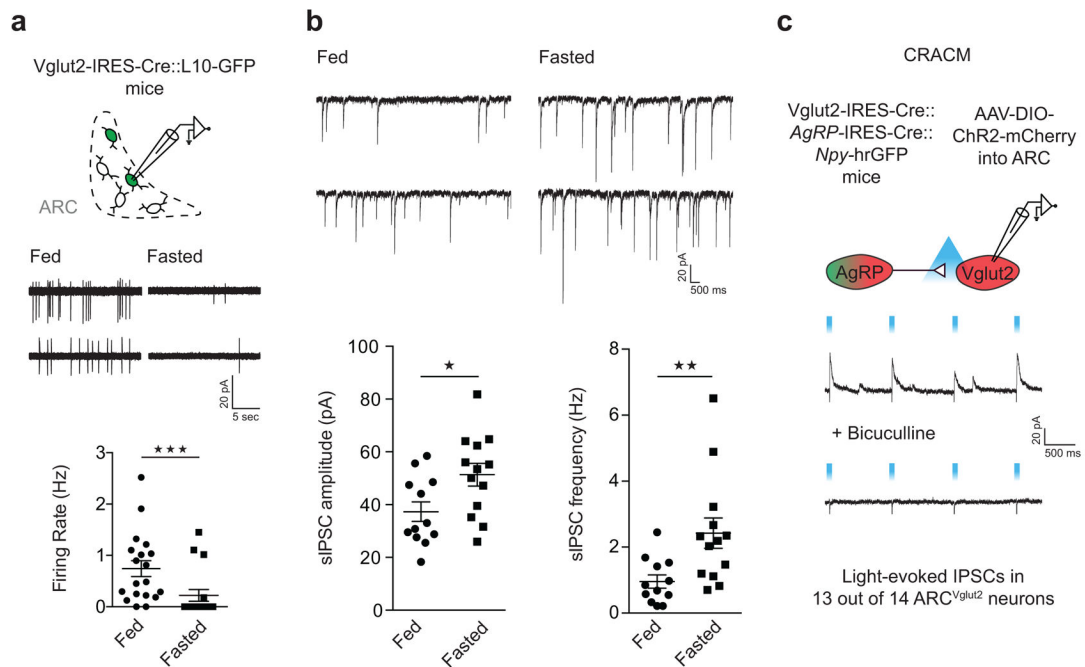 a
Vglut2-IRES-Cre::L10-GFP
mice
ARC
Fed
Fasted
20 pA
5 sec
★★★
Firing Rate (Hz)
3
2
1
0
Fed
Fasted
b
Fed
Fasted
20 pA
500 ms
★
sIPSC amplitude (pA)
100
80
60
40
20
0
Fed
Fasted
★★
sIPSC frequency (Hz)
8
6
4
2
0
Fed
Fasted
c
CRACM
Vglut2-IRES-Cre::
AgRP-IRES-Cre::
Npy-hrGFP
mice
AAV-DIO-
ChR2-mCherry
into ARC
AgRP
Vglut2
20 pA
500 ms
+ Bicuculline
Light-evoked IPSCs in
13 out of 14 ARCVglut2 neurons